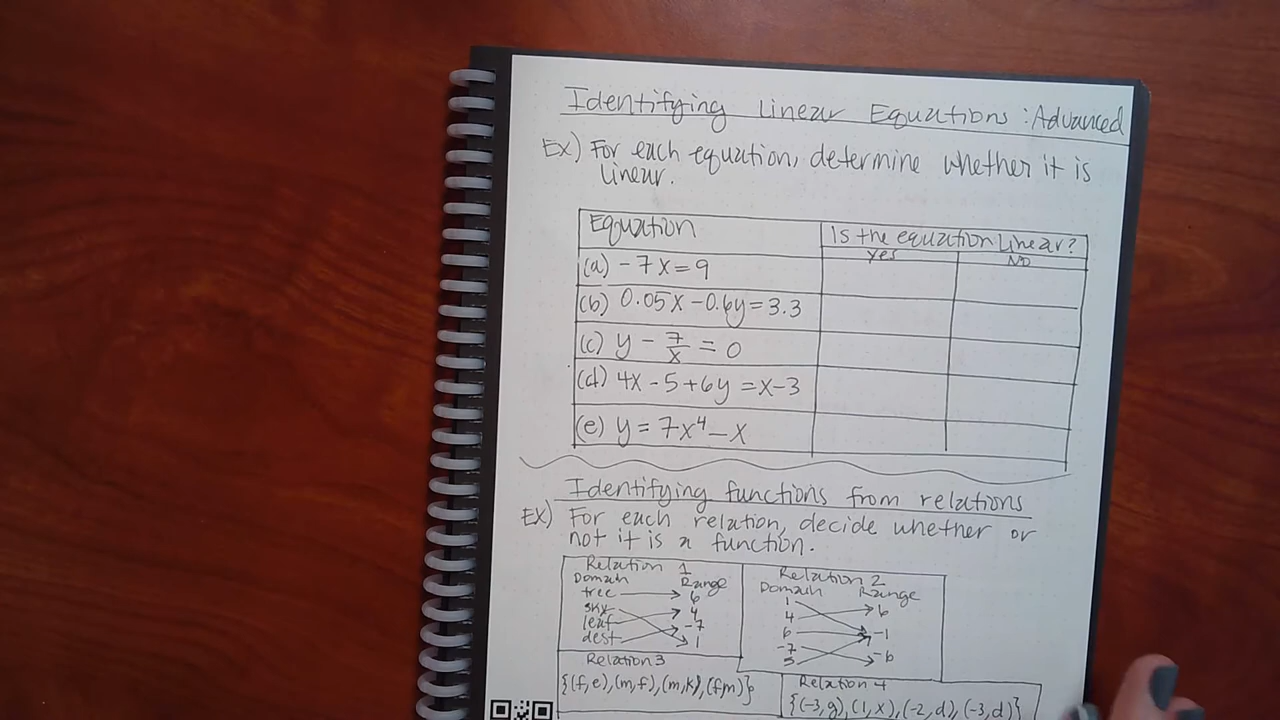 Identifying Linear Equations: Advanced
EX) For each equation, determine whether it is
linear.
Equation
Is the equation linear?
Yes No
(a) -7x=9
(b) 0.05x-0.6y=3.3
(c) y - 7/x = 0
(d) 4x-5+6y=x-3
(e) y = 7x⁴-x
Identifying functions from relations
EX) For each relation, decide whether or
not it is a function.
Relation 1
Domain Range
tree 6
sky 4
leaf -7
desk 1
Relation 2
Domain Range
1 6
4
6 -1
-7
5 -6
Relation 3
{(f,e),(m,f),(m,k),(f,m)}
Relation 4
{(-3,g),(1,x),(-2,d),(-3,d)}